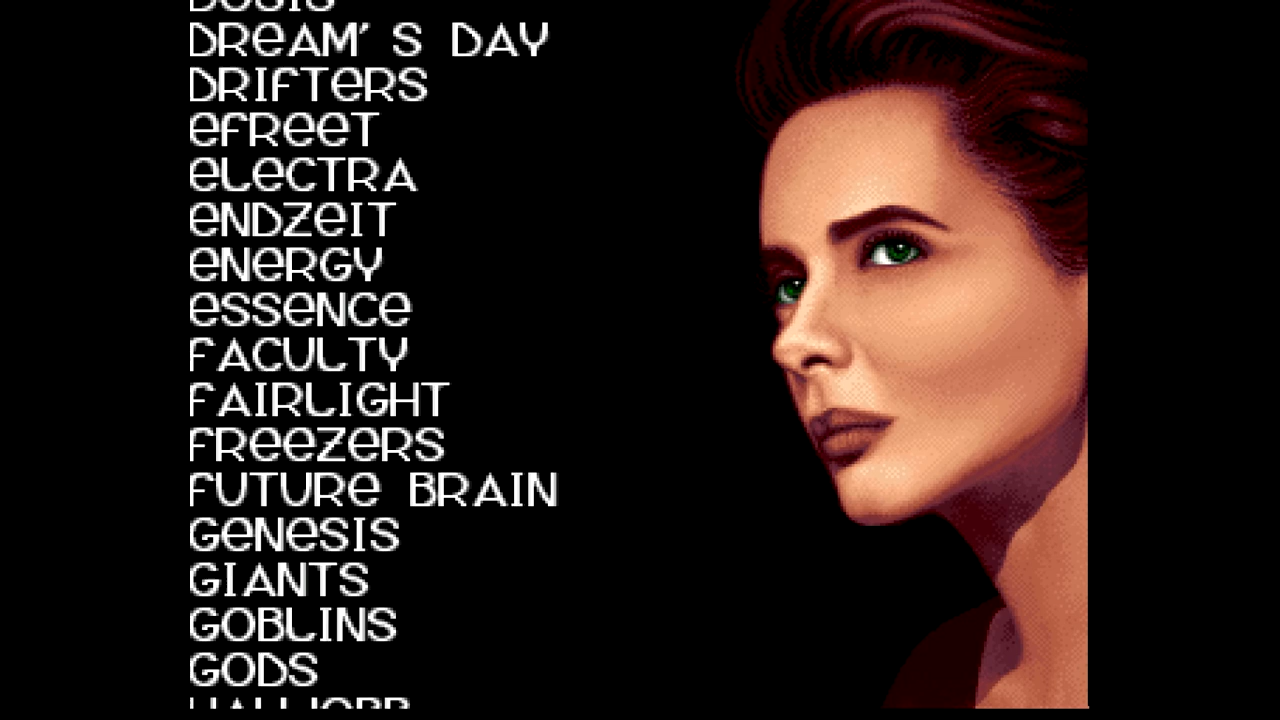 DREAM' S DAY
DRIFTERS
EFREET
ELECTRA
ENDZEIT
ENERGY
ESSENCE
FACULTY
FAIRLIGHT
FREEZERS
FUTURE BRAIN
GENESIS
GIANTS
GOBLINS
GODS